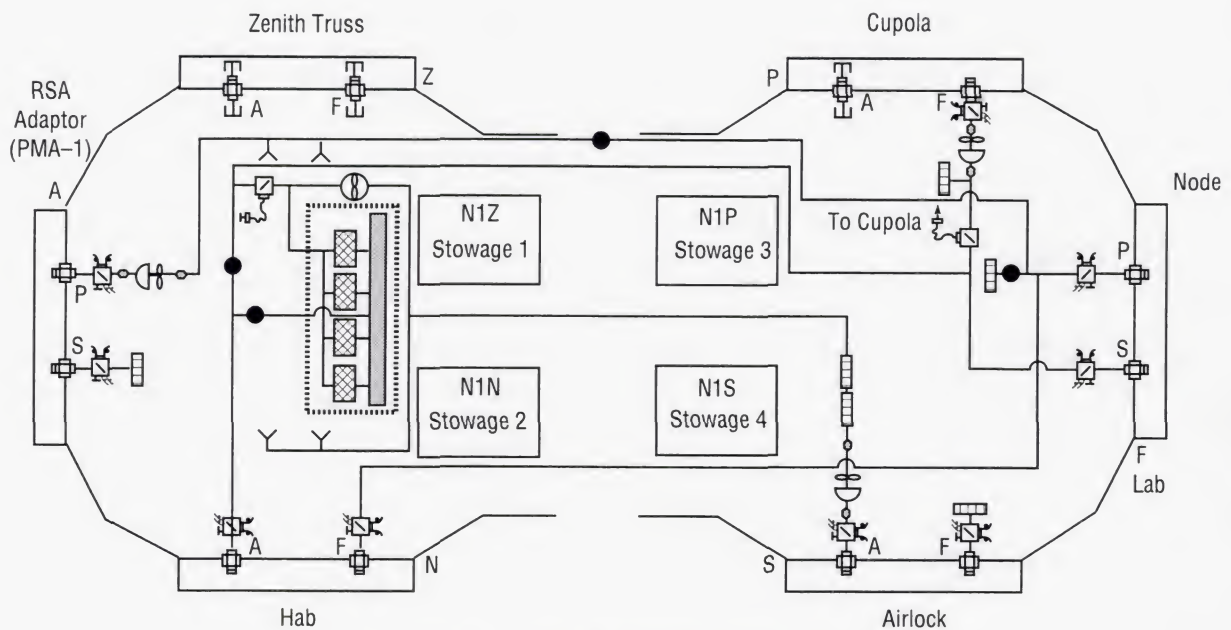 Zenith Truss
Cupola
RSA
Adaptor
(PMA–1)
Z
P
A
F
A
F
A
Node
N1Z
Stowage 1
N1P
Stowage 3
To Cupola
P
P
S
S
N1N
Stowage 2
N1S
Stowage 4
F
Lab
A
F
N
S
A
F
Hab
Airlock